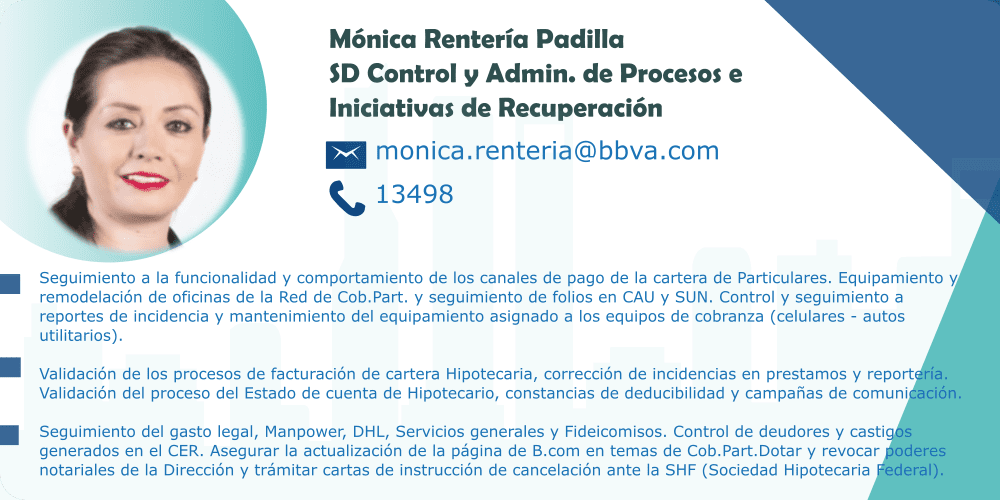 Mónica Rentería Padilla
SD Control y Admin. de Procesos e
Iniciativas de Recuperación
monica.renteria@bbva.com
13498
Seguimiento a la funcionalidad y comportamiento de los canales de pago de la cartera de Particulares. Equipamiento y
remodelación de oficinas de la Red de Cob.Part. y seguimiento de folios en CAU y SUN. Control y seguimiento a
reportes de incidencia y mantenimiento del equipamiento asignado a los equipos de cobranza (celulares - autos
utilitarios).
Validación de los procesos de facturación de cartera Hipotecaria, corrección de incidencias en prestamos y reportería.
Validación del proceso del Estado de cuenta de Hipotecario, constancias de deducibilidad y campañas de comunicación.
Seguimiento del gasto legal, Manpower, DHL, Servicios generales y Fideicomisos. Control de deudores y castigos
generados en el CER. Asegurar la actualización de la página de B.com en temas de Cob.Part.Dotar y revocar poderes
notariales de la Dirección y trámitar cartas de instrucción de cancelación ante la SHF (Sociedad Hipotecaria Federal).